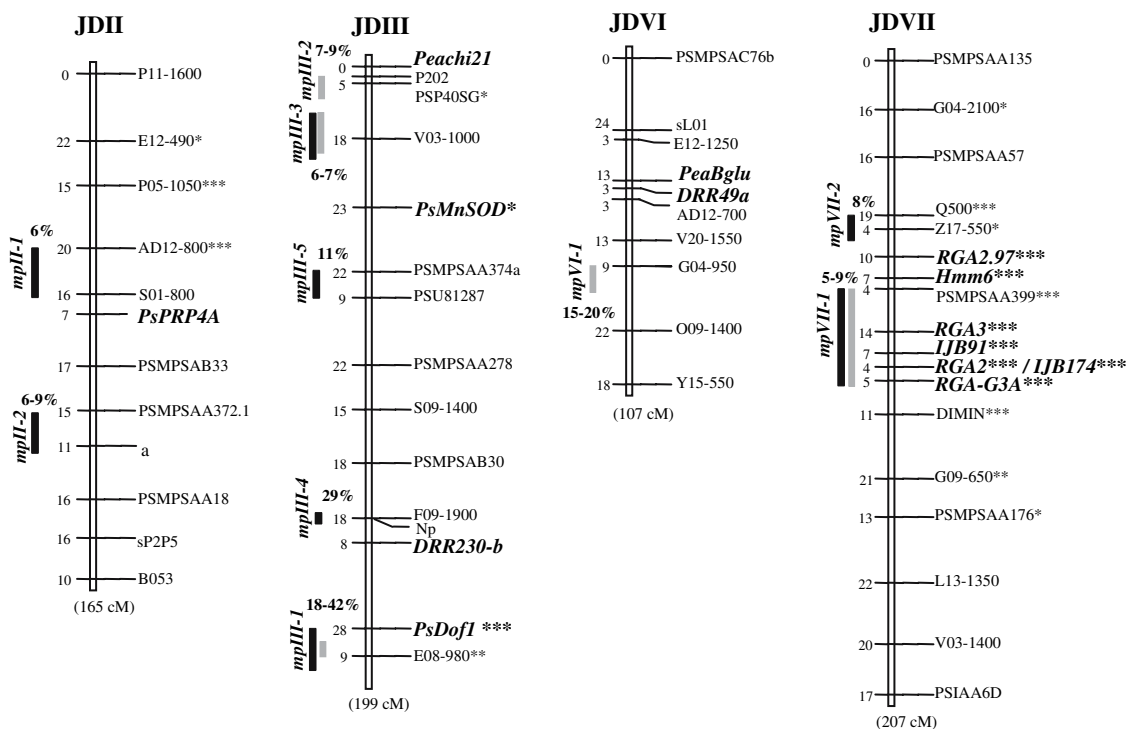 JDII
0 P11-1600
22 E12-490*
15 P05-1050***
mpII-1
6%
20 AD12-800***
16 S01-800
7 PsPRP4A
17 PSMPSAB33
mpII-2
6-9%
15 PSMPSAA372.1
11 a
16 PSMPSAA18
16 sP2P5
10 B053
(165 cM)
JDIII
mpIII-2
7-9%
0 Peachi21
P202
5 PSP40SG*
mpIII-3
18 V03-1000
6-7%
23 PsMnSOD*
mpIII-5
11%
22 PSMPSAA374a
9 PSU81287
22 PSMPSAA278
15 S09-1400
18 PSMPSAB30
mpIII-4
29%
18 F09-1900
Np
8 DRR230-b
mpIII-1
18-42%
28 PsDof1 ***
9 E08-980**
(199 cM)
JDVI
0 PSMPSAC76b
24 sL01
3 E12-1250
13 PeaBglu
3 DRR49a
3 AD12-700
13 V20-1550
mpVI-1
9 G04-950
15-20%
22 O09-1400
18 Y15-550
(107 cM)
JDVII
0 PSMPSAA135
16 G04-2100*
16 PSMPSAA57
mpVII-2
8%
19 Q500***
4 Z17-550*
10 RGA2.97***
7 Hmm6***
mpVII-1
5-9%
4 PSMPSAA399***
14 RGA3***
7 IJB91***
4 RGA2*** / IJB174***
5 RGA-G3A***
11 DIMIN***
21 G09-650**
13 PSMPSAA176*
22 L13-1350
20 V03-1400
17 PSIAA6D
(207 cM)